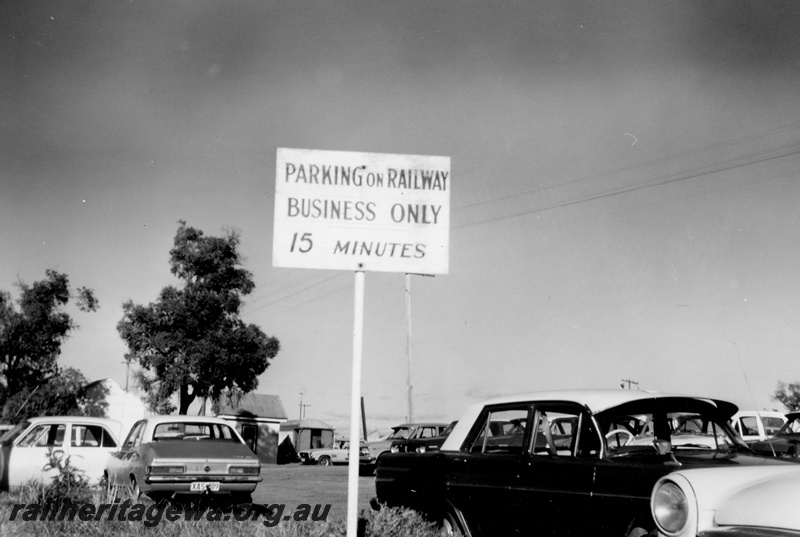 PARKING ON RAILWAY
BUSINESS ONLY
15 MINUTES
railheritagewa.org.au